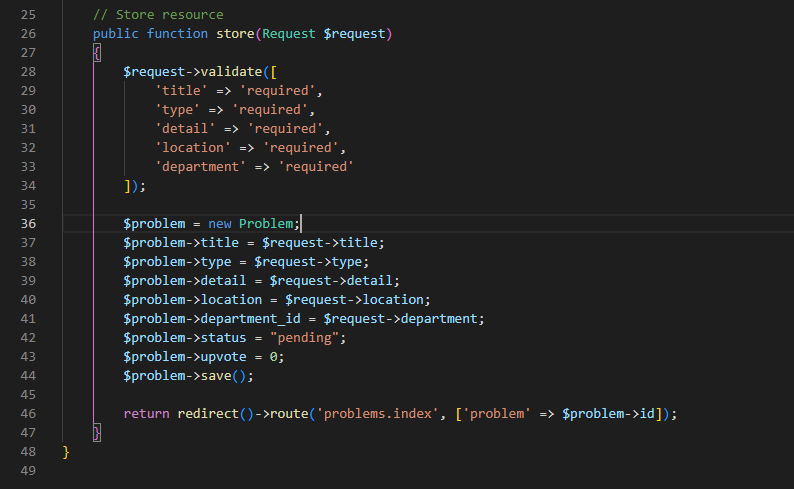 25 // Store resource
26 public function store(Request $request)
27 {
28 $request->validate([
29 'title' => 'required',
30 'type' => 'required',
31 'detail' => 'required',
32 'location' => 'required',
33 'department' => 'required'
34 ]);
35
36 $problem = new Problem;
37 $problem->title = $request->title;
38 $problem->type = $request->type;
39 $problem->detail = $request->detail;
40 $problem->location = $request->location;
41 $problem->department_id = $request->department;
42 $problem->status = "pending";
43 $problem->upvote = 0;
44 $problem->save();
45
46 return redirect()->route('problems.index', ['problem' => $problem->id]);
47 }
48 }
49